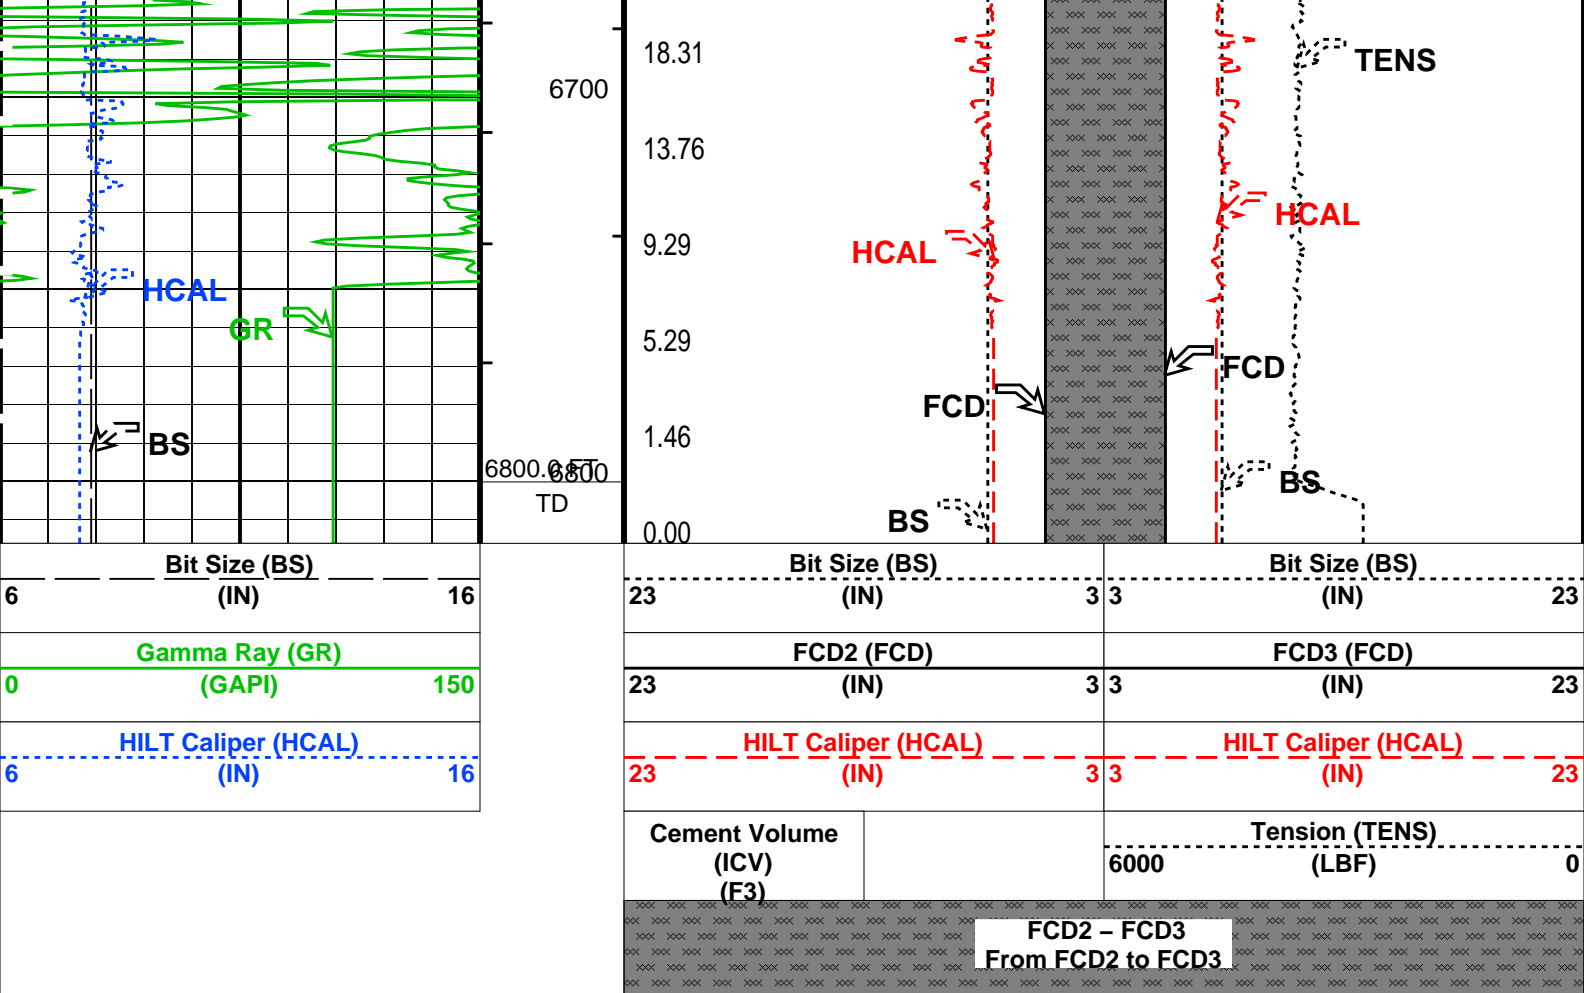 18.31
TENS
6700
13.76
HCAL
9.29
HCAL
HCAL
GR
5.29
FCD
FCD
1.46
BS
6800.0 FT
6800
BS
TD
BS
0.00
Bit Size (BS)
6 (IN) 16
Gamma Ray (GR)
0 (GAPI) 150
HILT Caliper (HCAL)
6 (IN) 16
Bit Size (BS)
23 (IN) 3
FCD2 (FCD)
23 (IN) 3
HILT Caliper (HCAL)
23 (IN) 3
Cement Volume
(ICV)
(F3)
Bit Size (BS)
3 (IN) 23
FCD3 (FCD)
3 (IN) 23
HILT Caliper (HCAL)
3 (IN) 23
Tension (TENS)
6000 (LBF) 0
FCD2 – FCD3
From FCD2 to FCD3